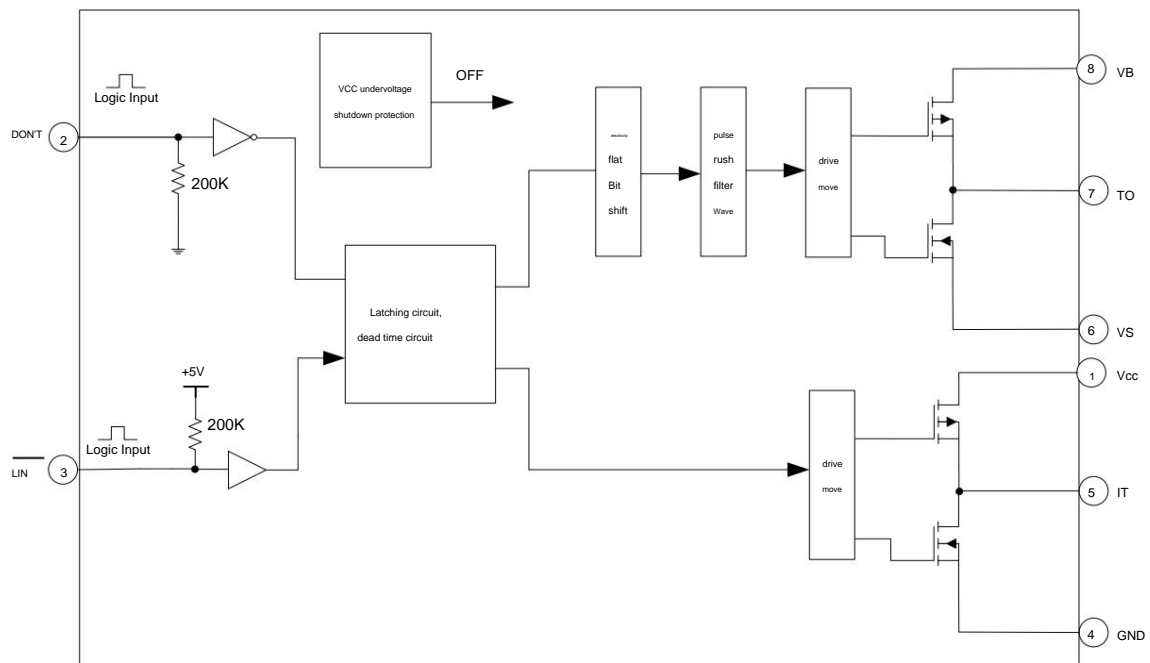 8
VB
OFF
VCC undervoltage
shutdown protection
Logic Input
DON'T
2
200K
flat
Bit
shift
pulse
rush
filter
Wave
drive
move
7
TO
Latching circuit,
dead time circuit
6
VS
1
Vcc
+5V
200K
Logic Input
LIN
3
drive
move
5
IT
4
GND